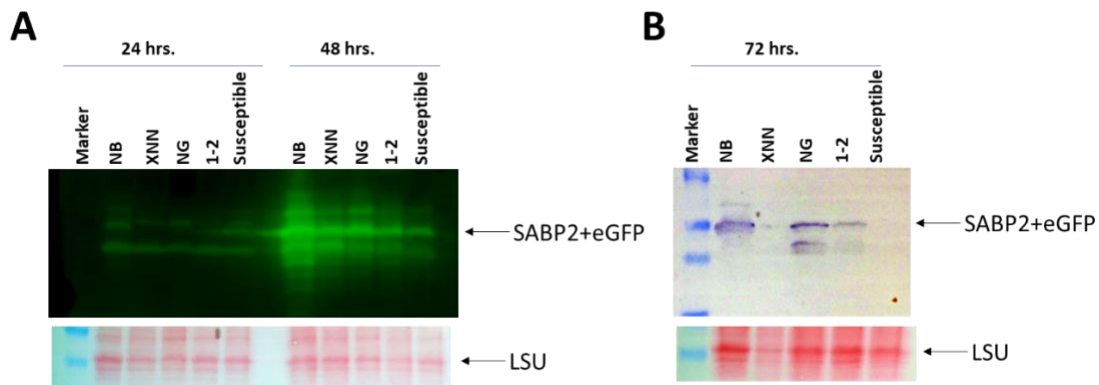 A
24 hrs.
48 hrs.
Marker
NB
XNN
NG
1-2
Susceptible
NB
XNN
NG
1-2
Susceptible
SABP2+eGFP
LSU
B
72 hrs.
Marker
NB
XNN
NG
1-2
Susceptible
SABP2+eGFP
LSU